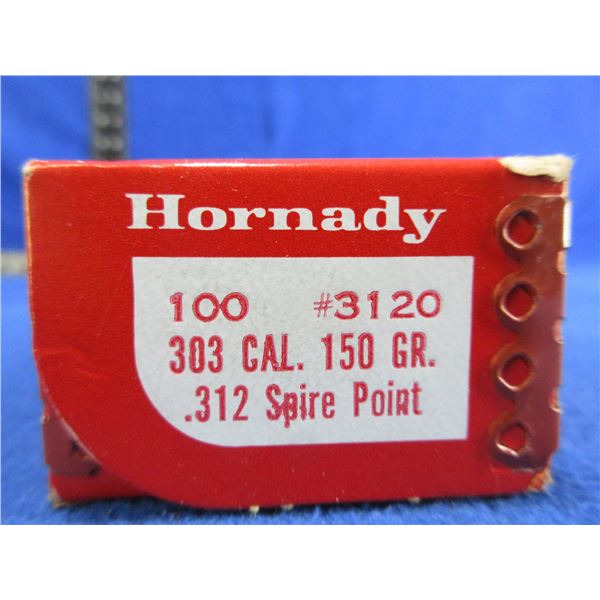 Hornady
100 #3120
303 CAL. 150 GR.
.312 Spire Point